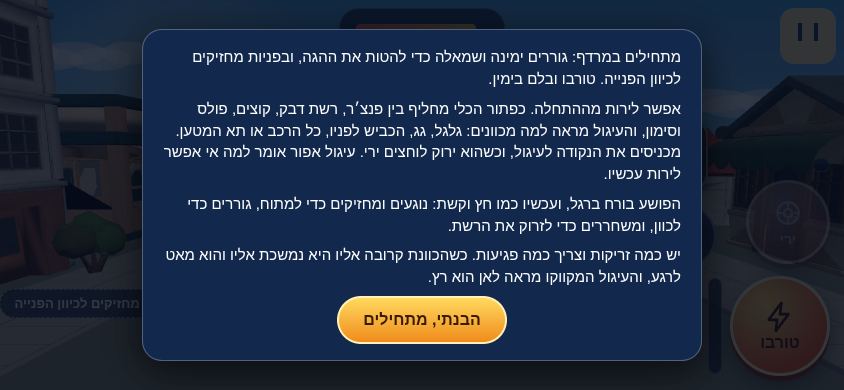 מתחילים במרדף: גוררים ימינה ושמאלה כדי להטות את ההגה, ובפניות מחזיקים
לכיוון הפנייה. טורבו ובלם בימין.
אפשר לירות מההתחלה. כפתור הכלי מחליף בין פנצ׳ר, רשת דבק, קוצים, פולס
וסימון, והעיגול מראה למה מכוונים: גלגל, גג, הכביש לפניו, כל הרכב או תא המטען.
מכניסים את הנקודה לעיגול, וכשהוא ירוק לוחצים ירי. עיגול אפור אומר למה אי אפשר
לירות עכשיו.
הפושע בורח ברגל, ועכשיו כמו חץ וקשת: נוגעים ומחזיקים כדי למתוח, גוררים כדי
לכוון, ומשחררים כדי לזרוק את הרשת.
יש כמה זריקות וצריך כמה פגיעות. כשהכוונת קרובה אליו היא נמשכת אליו והוא מאט
לרגע, והעיגול המקווקו מראה לאן הוא רץ.
הבנתי, מתחילים
מחזיקים לכיוון הפנייה
ירי
טורבו